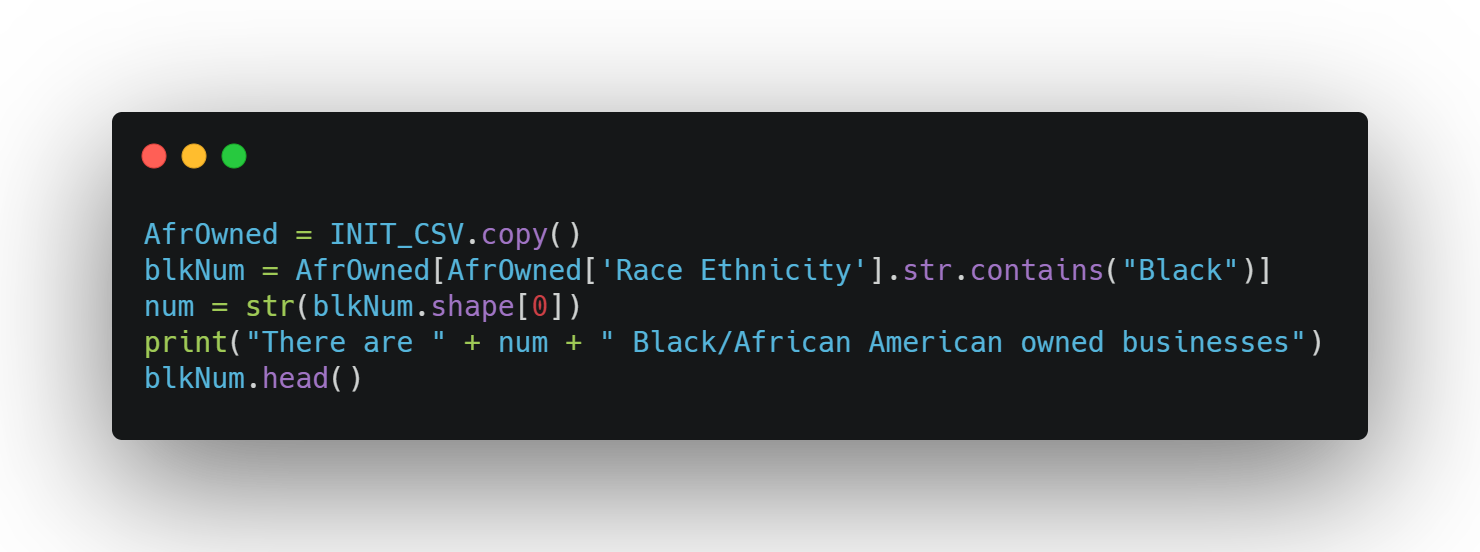 AfrOwned = INIT_CSV.copy()
blkNum = AfrOwned[AfrOwned['Race Ethnicity'].str.contains("Black")]
num = str(blkNum.shape[0])
print("There are " + num + " Black/African American owned businesses")
blkNum.head()